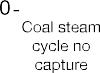 0-
Coal steam
cycle no
capture